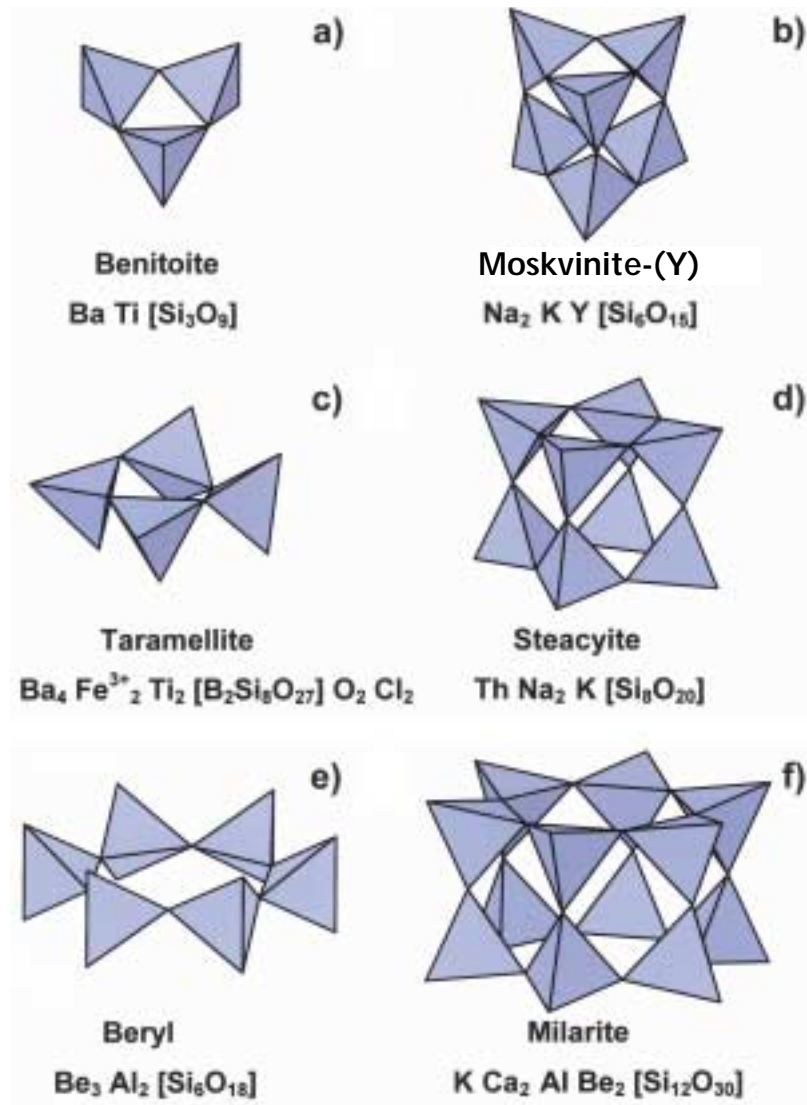 a)
Benitoite
Ba Ti [Si₃O₉]
b)
Moskvinite-(Y)
Na₂ K Y [Si₆O₁₅]
c)
Taramellite
Ba₄ Fe³⁺₂ Ti₂ [B₂Si₈O₂₇] O₂ Cl₂
d)
Steacyite
Th Na₂ K [Si₈O₂₀]
e)
Beryl
Be₃ Al₂ [Si₆O₁₈]
f)
Milarite
K Ca₂ Al Be₂ [Si₁₂O₃₀]